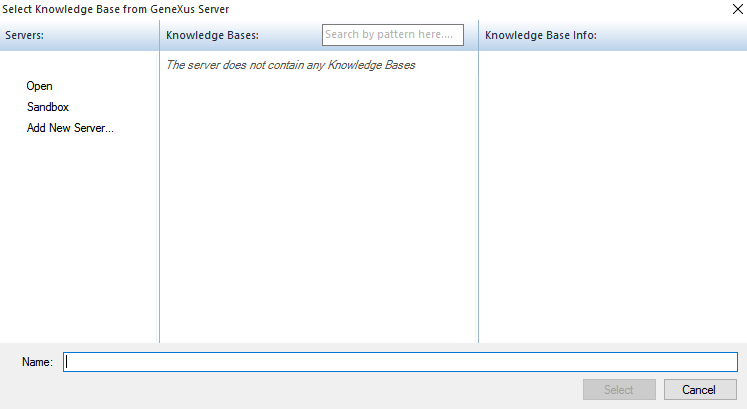 Select Knowledge Base from GeneXus Server
Servers:
Knowledge Bases:
Search by pattern here....
Knowledge Base Info:
The server does not contain any Knowledge Bases
Open
Sandbox
Add New Server...
Name:
Select
Cancel